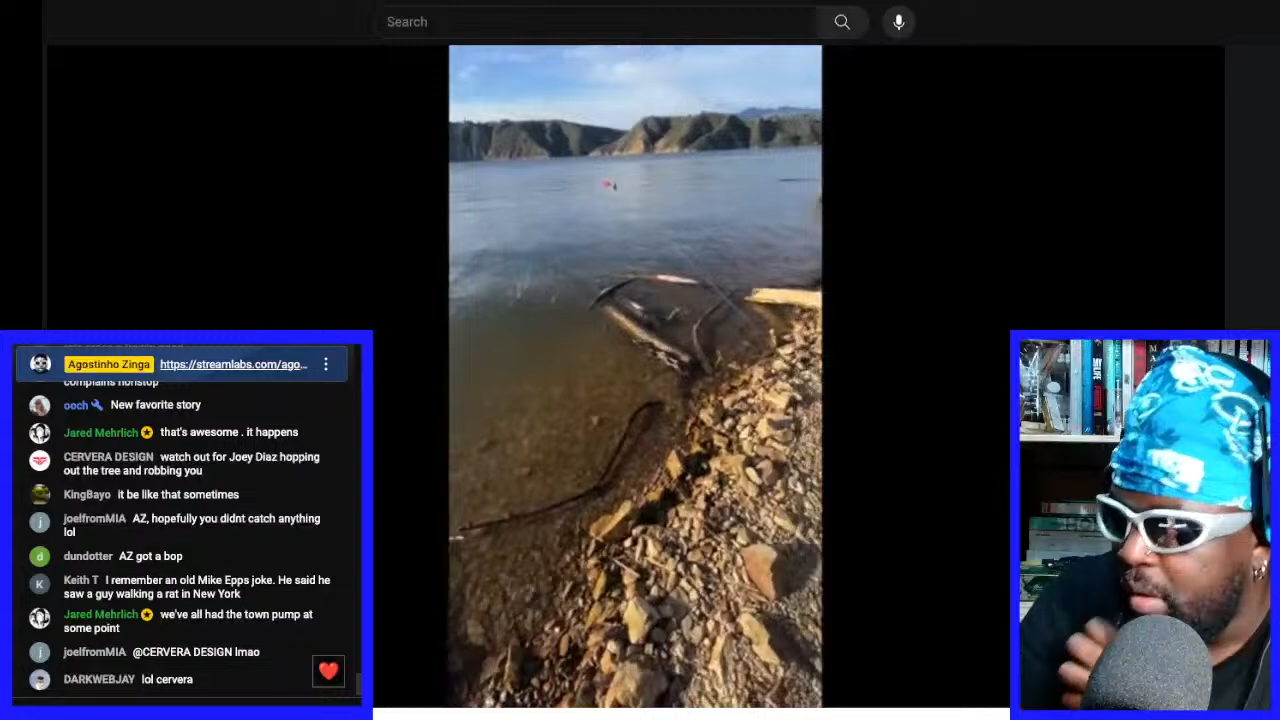 Search
Agostinho Zinga https://streamlabs.com/ago...
complains nonstop
ooch New favorite story
Jared Mehrlich that's awesome . it happens
CERVERA DESIGN watch out for Joey Diaz hopping
out the tree and robbing you
KingBayo it be like that sometimes
joelfromMIA AZ, hopefully you didnt catch anything
lol
dundotter AZ got a bop
Keith T I remember an old Mike Epps joke. He said he
saw a guy walking a rat in New York
Jared Mehrlich we've all had the town pump at
some point
joelfromMIA @CERVERA DESIGN lmao
DARKWEBJAY lol cervera